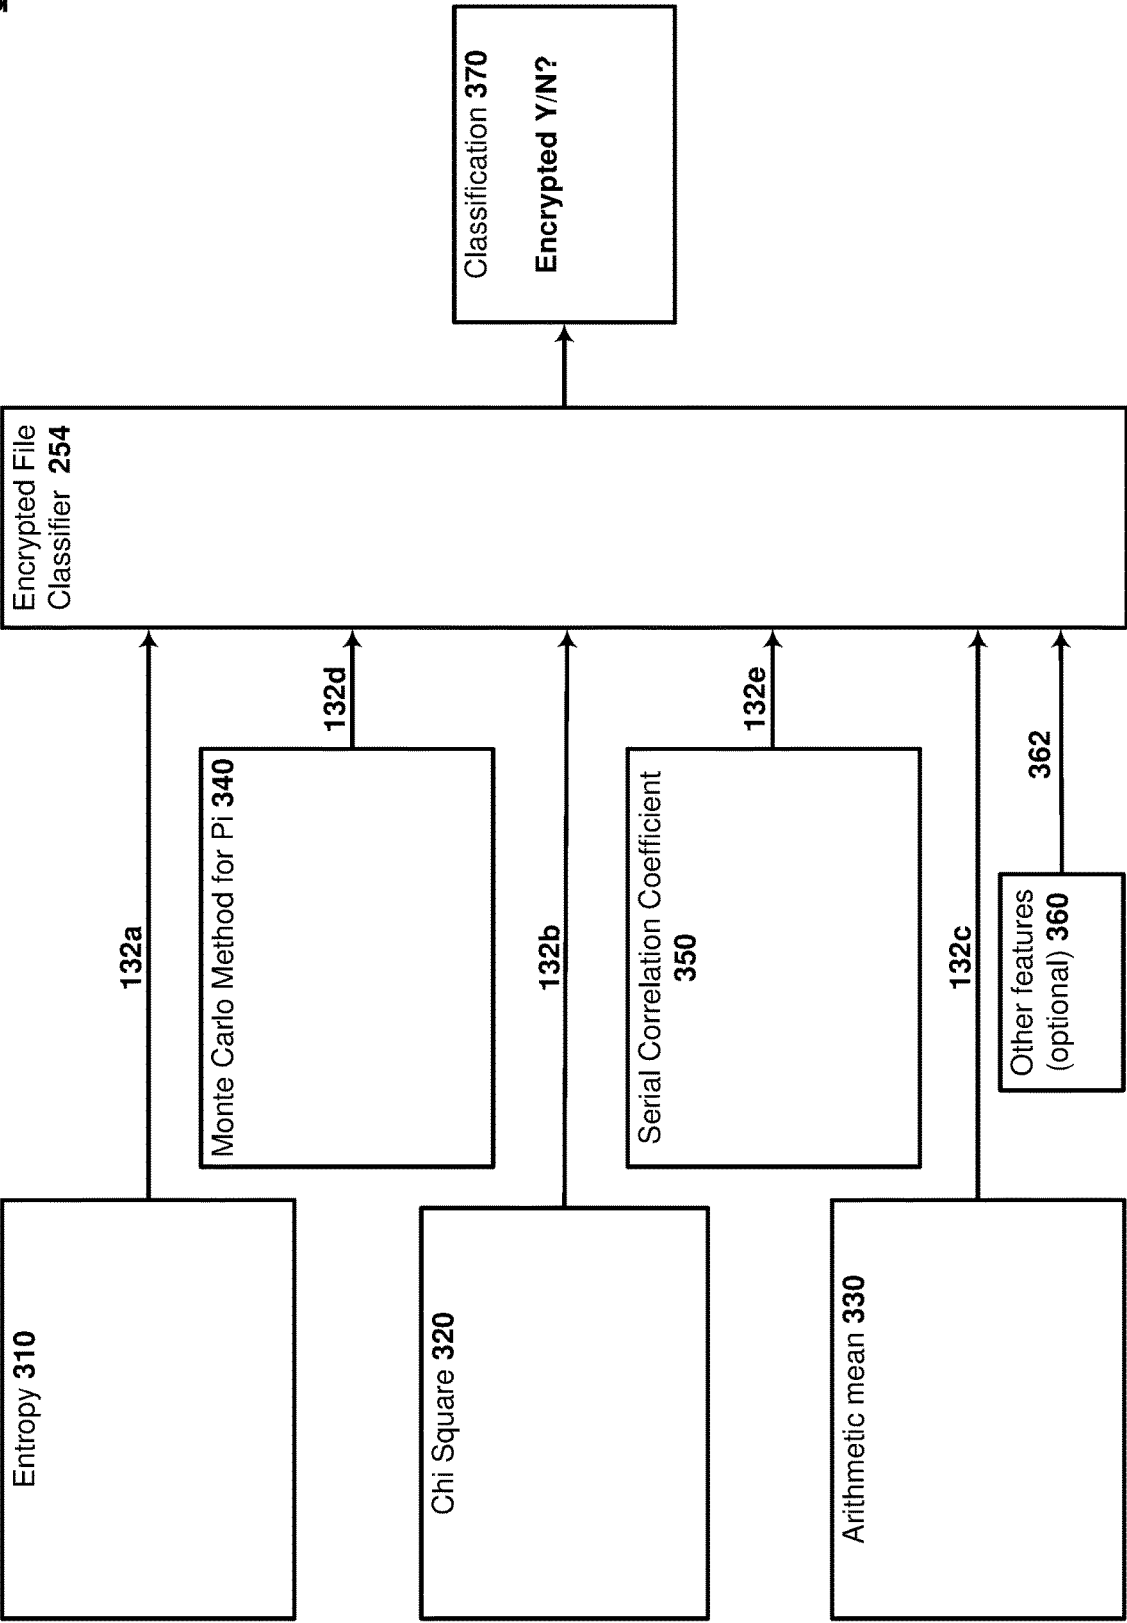 Entropy 310
132a
Monte Carlo Method for Pi 340
132d
Chi Square 320
132b
Serial Correlation Coefficient
350
132e
Arithmetic mean 330
132c
Other features
(optional) 360
362
Encrypted File
Classifier 254
Classification 370
Encrypted Y/N?